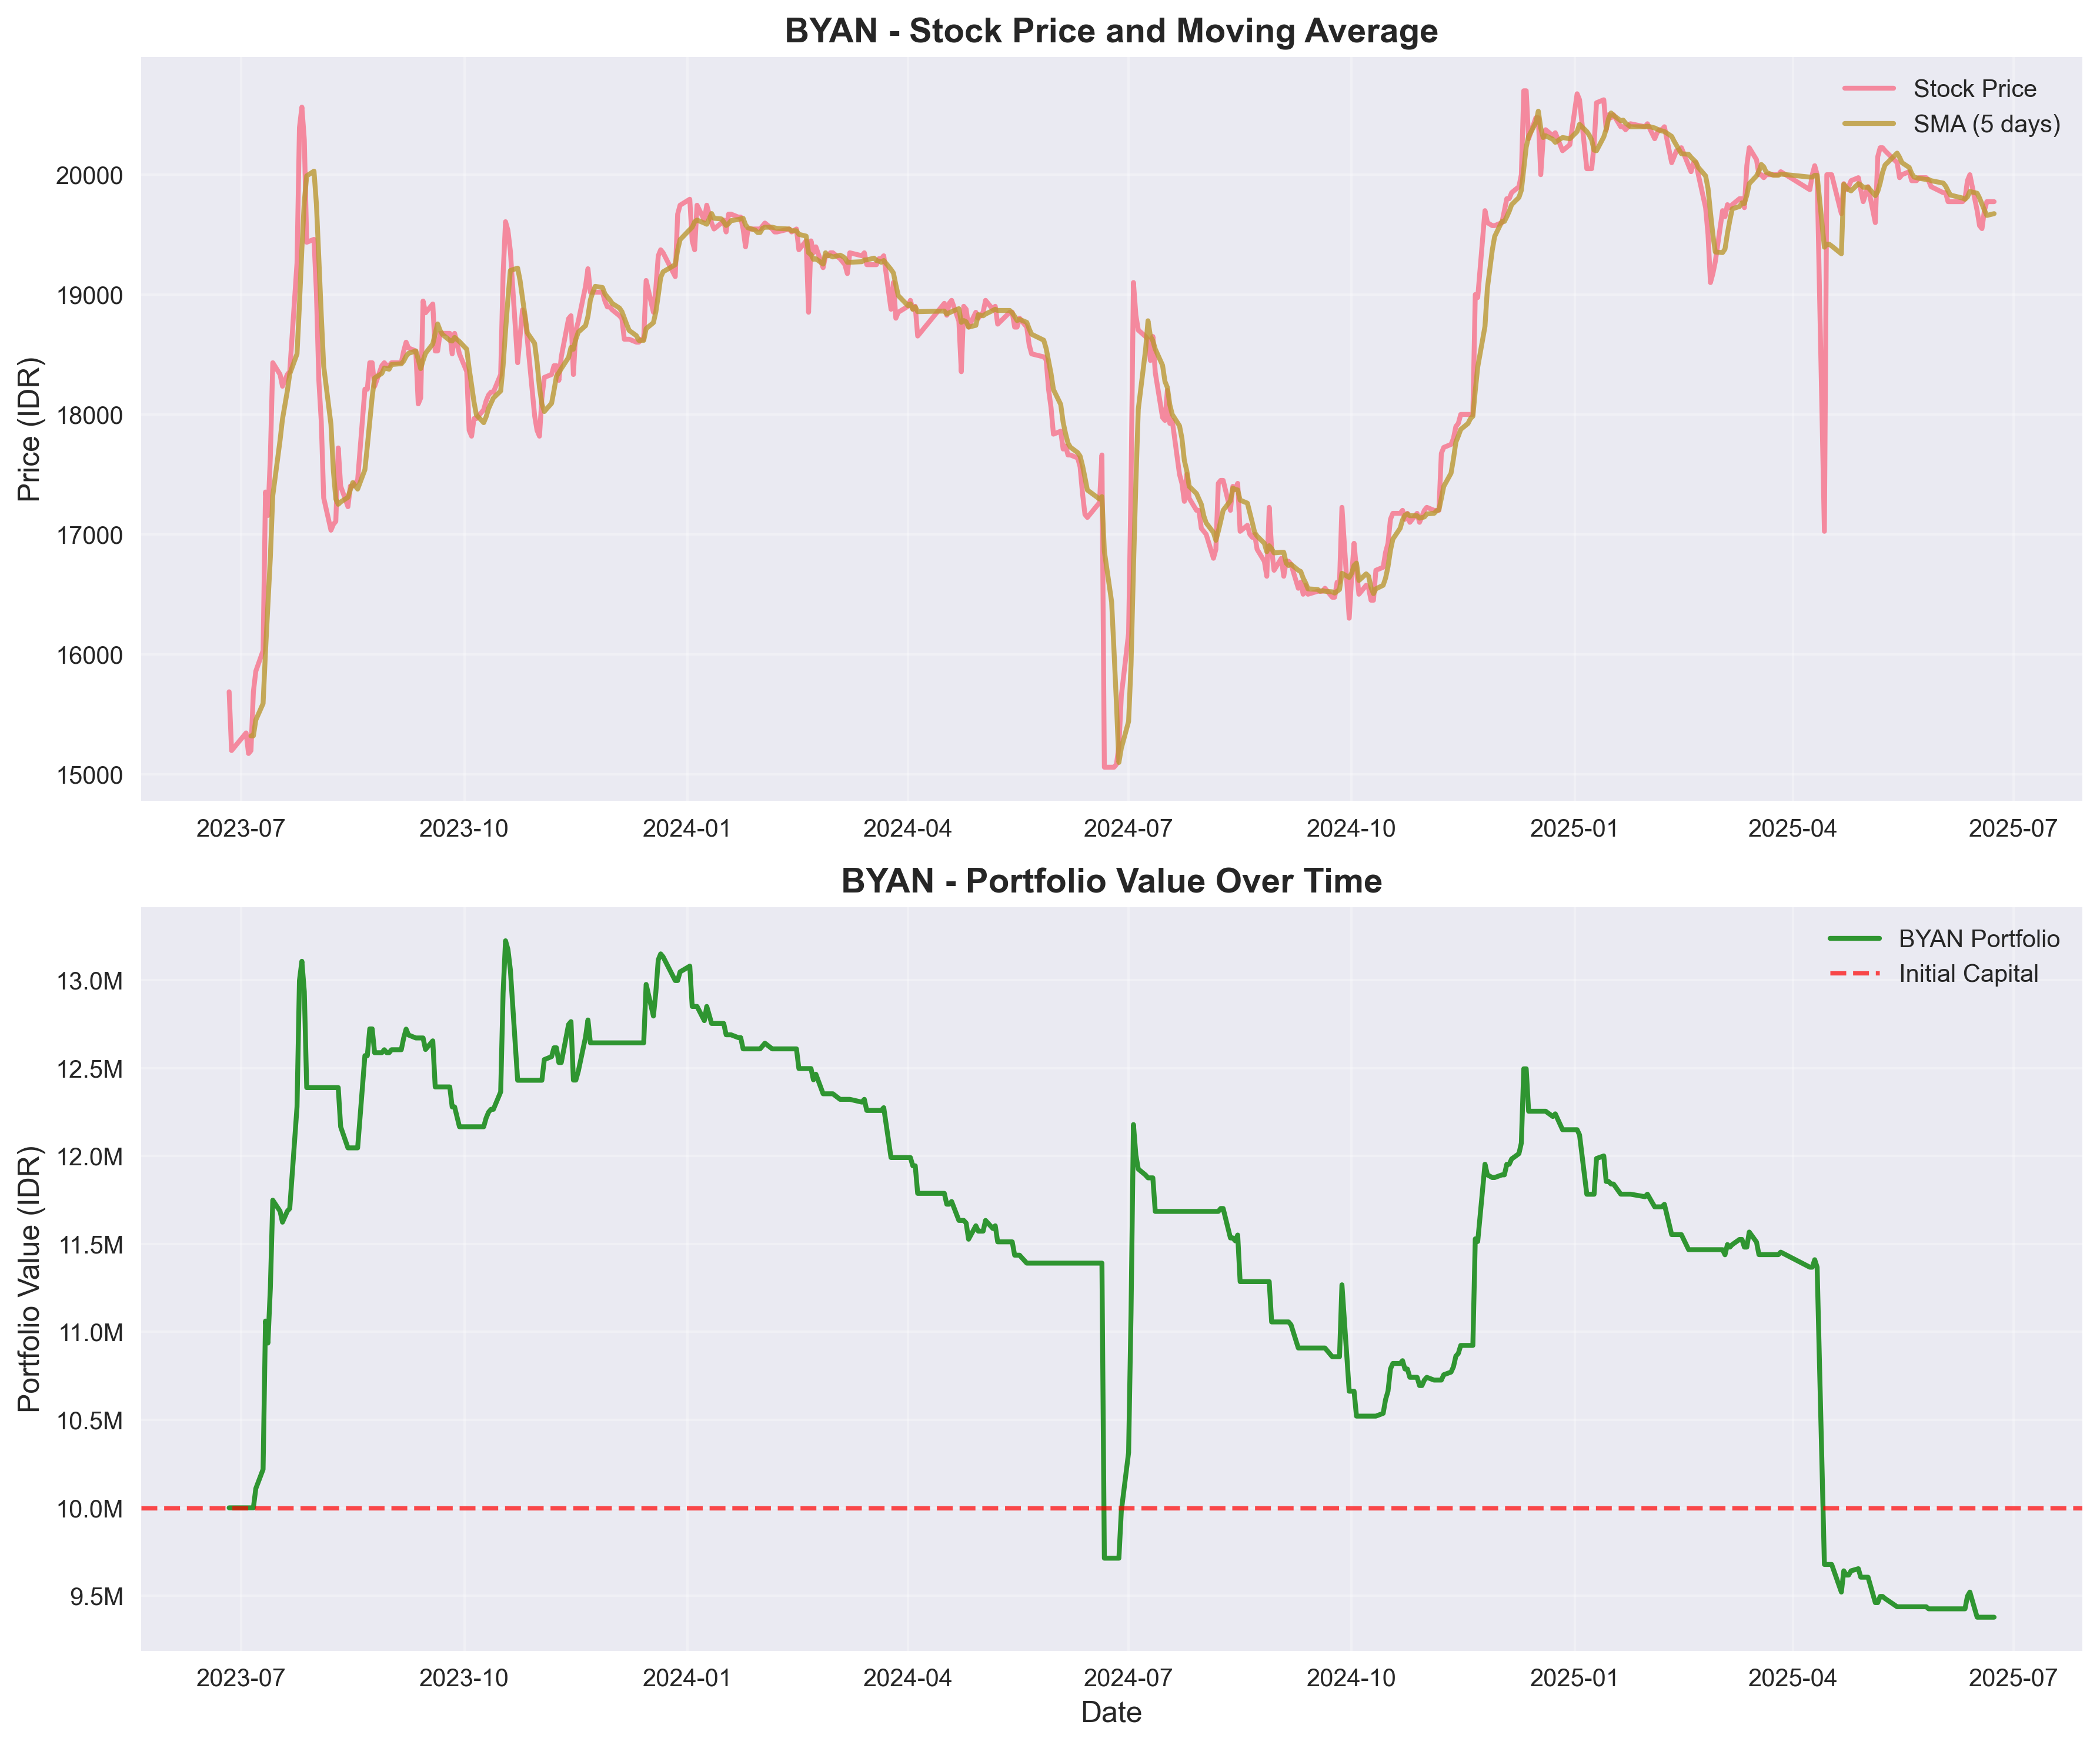 BYAN - Stock Price and Moving Average
Stock Price
SMA (5 days)
Price (IDR)
20000
19000
18000
17000
16000
15000
2023-07 2023-10 2024-01 2024-04 2024-07 2024-10 2025-01 2025-04 2025-07
BYAN - Portfolio Value Over Time
BYAN Portfolio
Initial Capital
Portfolio Value (IDR)
13.0M
12.5M
12.0M
11.5M
11.0M
10.5M
10.0M
9.5M
2023-07 2023-10 2024-01 2024-04 2024-07 2024-10 2025-01 2025-04 2025-07
Date